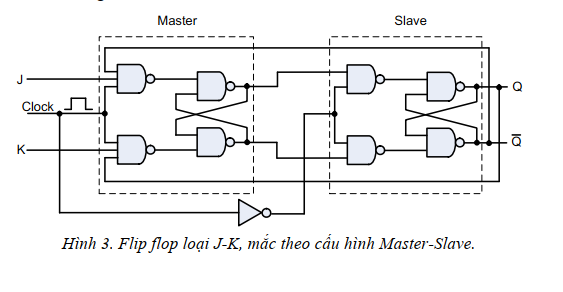 Master
Slave
J
Clock
K
Q
Q̅
Hình 3. Flip flop loại J-K, mắc theo cấu hình Master-Slave.